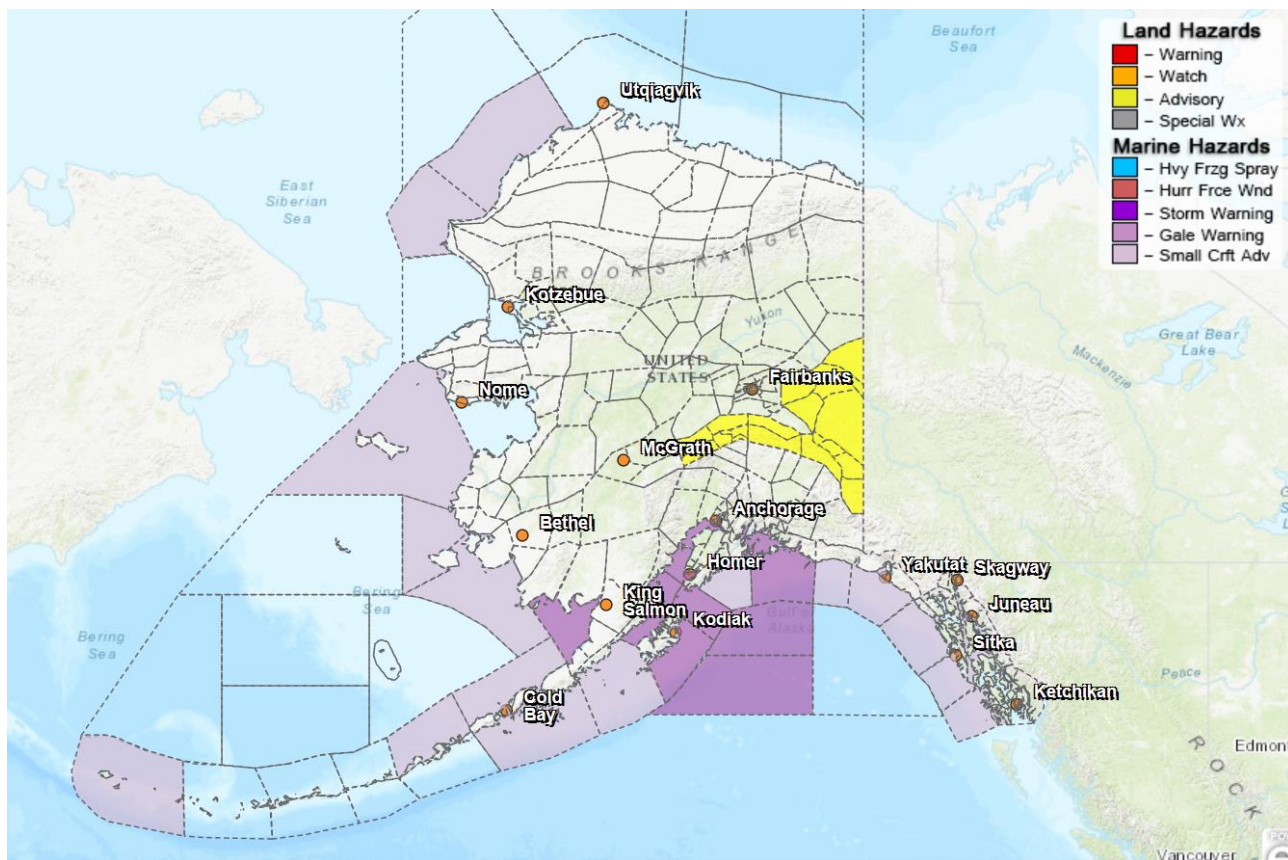 Land Hazards
– Warning
– Watch
– Advisory
– Special Wx
Marine Hazards
– Hvy Frzg Spray
– Hurr Frce Wnd
– Storm Warning
– Gale Warning
– Small Crft Adv
Beaufort
Sea
Utqiagvik
East
Siberian
Sea
BROOKS RANGE
Kotzebue
Yukon
Great Bear
Lake
Mackenzie
UNITED
STATES
Fairbanks
Nome
McGrath
Anchorage
Bethel
Homer
Yakutat
Skagway
King
Salmon
Juneau
Bering
Sea
Gulf of
Alaska
Kodiak
Bering
Sea
Sitka
Peace
Ketchikan
Cold
Bay
ROCK
Edmont
Vancouver